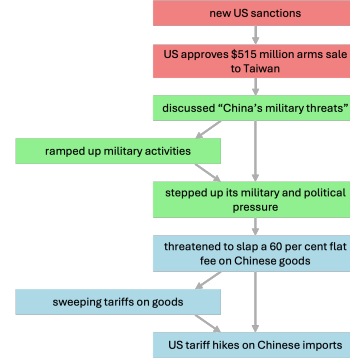 new US sanctions
US approves $515 million arms sale
to Taiwan
discussed “China’s military threats”
ramped up military activities
stepped up its military and political
pressure
threatened to slap a 60 per cent flat
fee on Chinese goods
sweeping tariffs on goods
US tariff hikes on Chinese imports